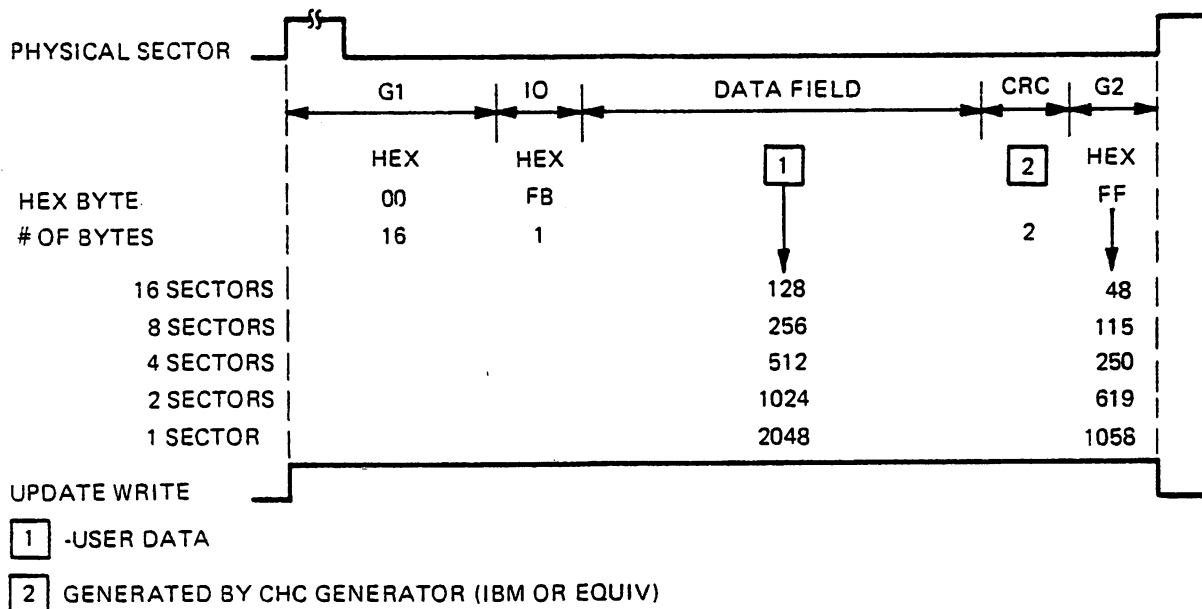 PHYSICAL SECTOR
G1 IO DATA FIELD CRC G2
HEX HEX 1 2 HEX
HEX BYTE 00 FB FF
# OF BYTES 16 1 2
16 SECTORS 128 48
8 SECTORS 256 115
4 SECTORS 512 250
2 SECTORS 1024 619
1 SECTOR 2048 1058
UPDATE WRITE
1 -USER DATA
2 GENERATED BY CHC GENERATOR (IBM OR EQUIV)